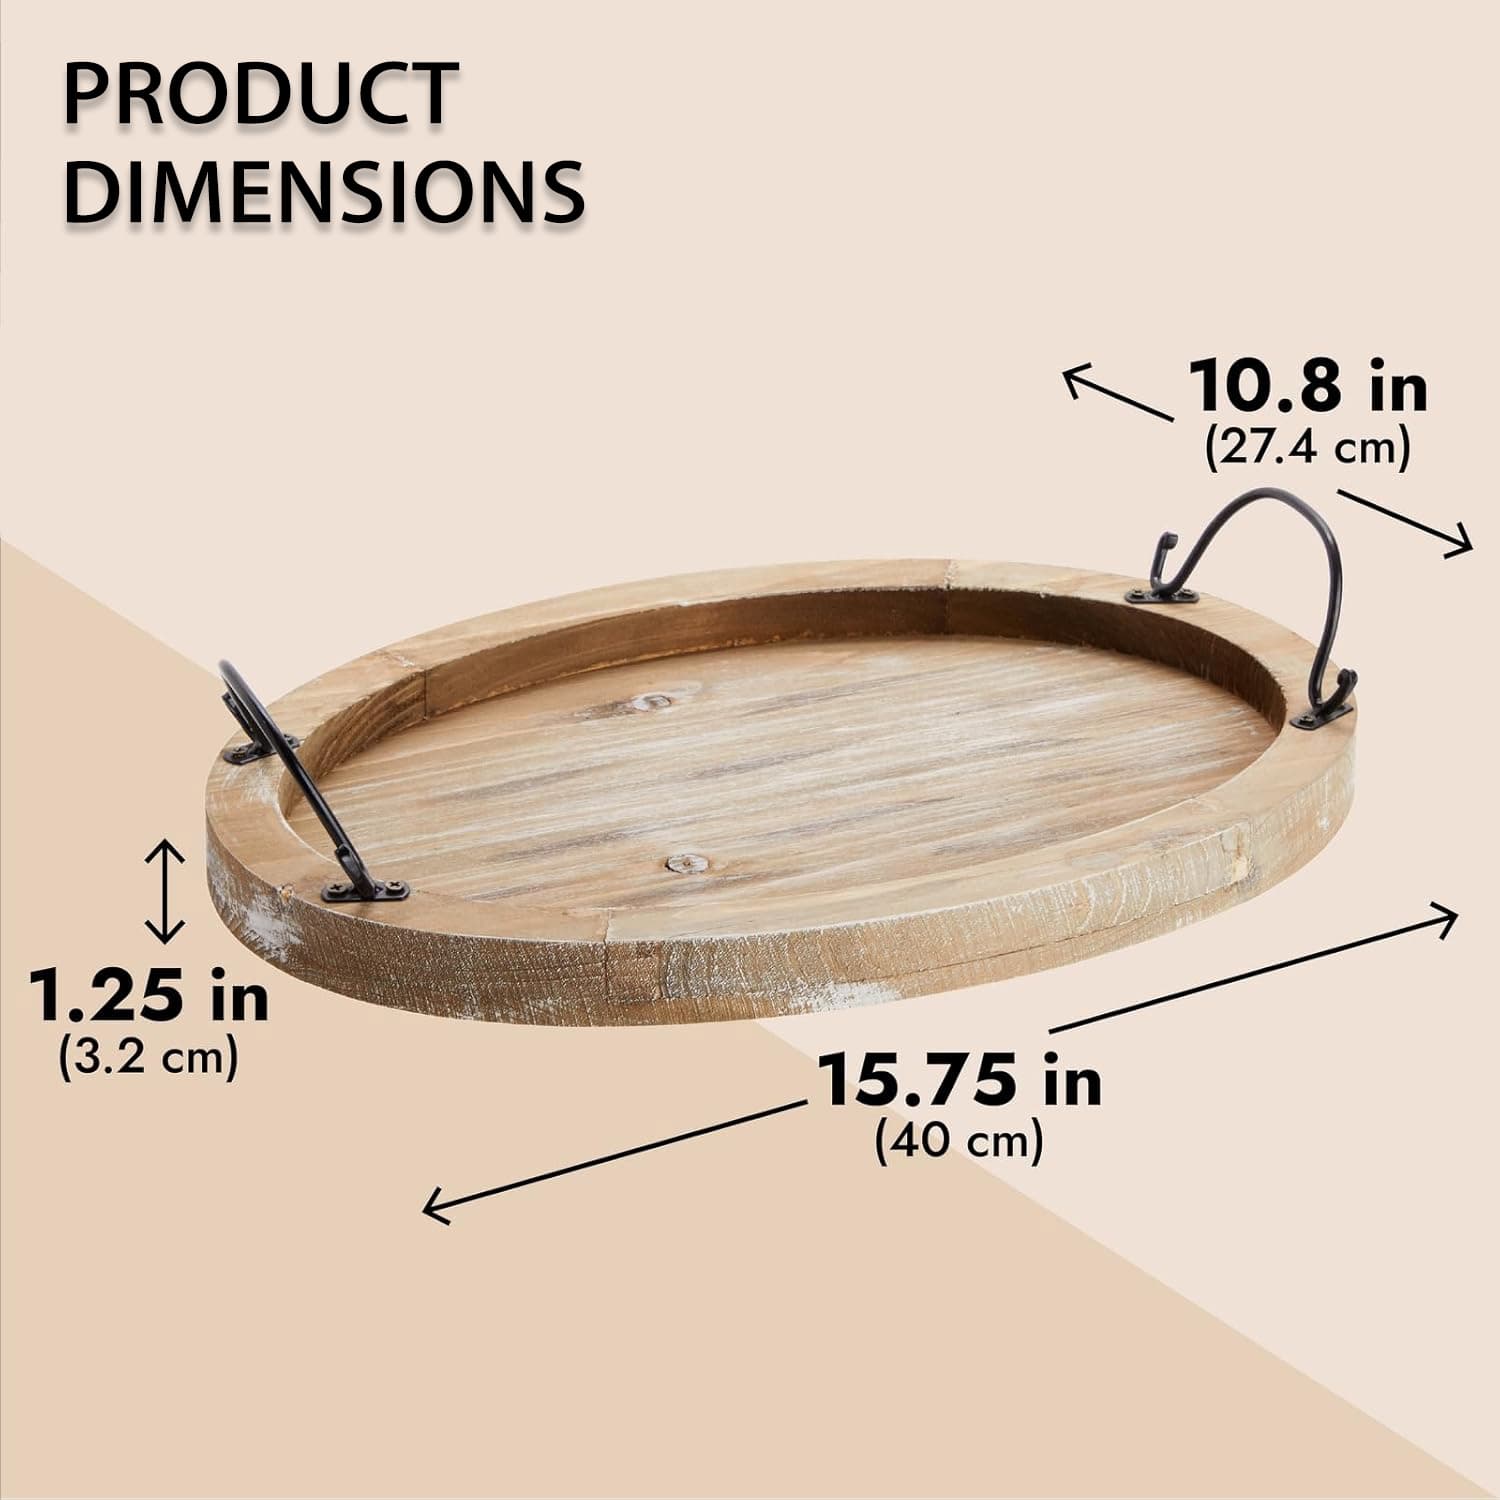 PRODUCT
DIMENSIONS
10.8 in
(27.4 cm)
1.25 in
(3.2 cm)
15.75 in
(40 cm)